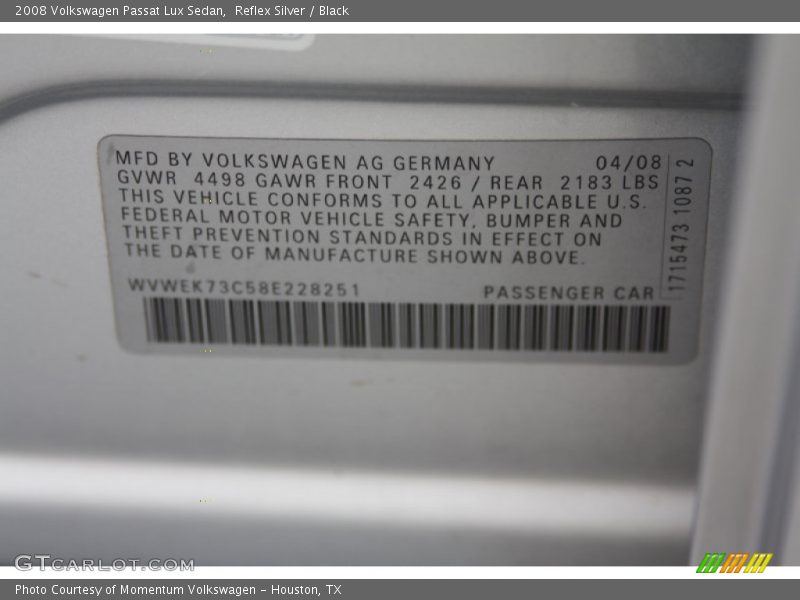 2008 Volkswagen Passat Lux Sedan,  Reflex Silver / Black
MFD BY VOLKSWAGEN AG GERMANY 04/08
GVWR 4498 GAWR FRONT 2426 / REAR 2183 LBS
THIS VEHICLE CONFORMS TO ALL APPLICABLE U.S.
FEDERAL MOTOR VEHICLE SAFETY, BUMPER AND
THEFT PREVENTION STANDARDS IN EFFECT ON
THE DATE OF MANUFACTURE SHOWN ABOVE.
WVWEK73C58E228251 PASSENGER CAR
1715473 1087 2
GTCARLOT.COM
Photo Courtesy of Momentum Volkswagen - Houston, TX